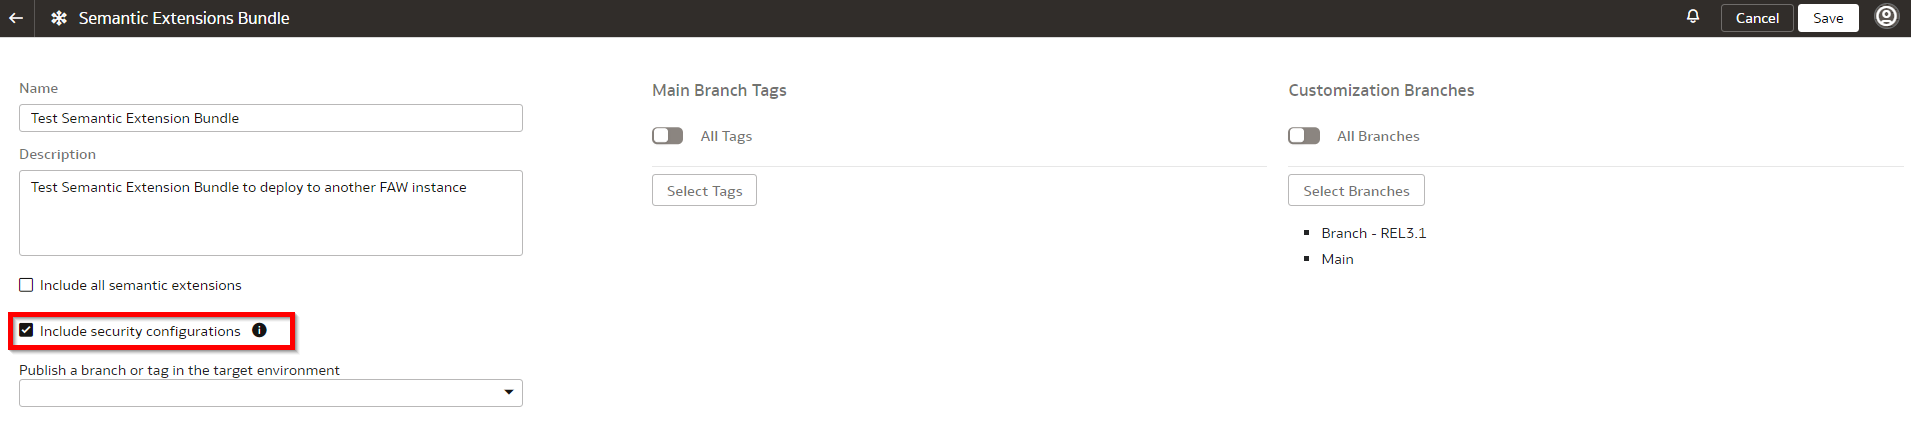 Semantic Extensions Bundle
Cancel
Save
Name
Test Semantic Extension Bundle
Description
Test Semantic Extension Bundle to deploy to another FAW instance
Include all semantic extensions
Include security configurations
Publish a branch or tag in the target environment
Main Branch Tags
All Tags
Select Tags
Customization Branches
All Branches
Select Branches
Branch - REL3.1
Main